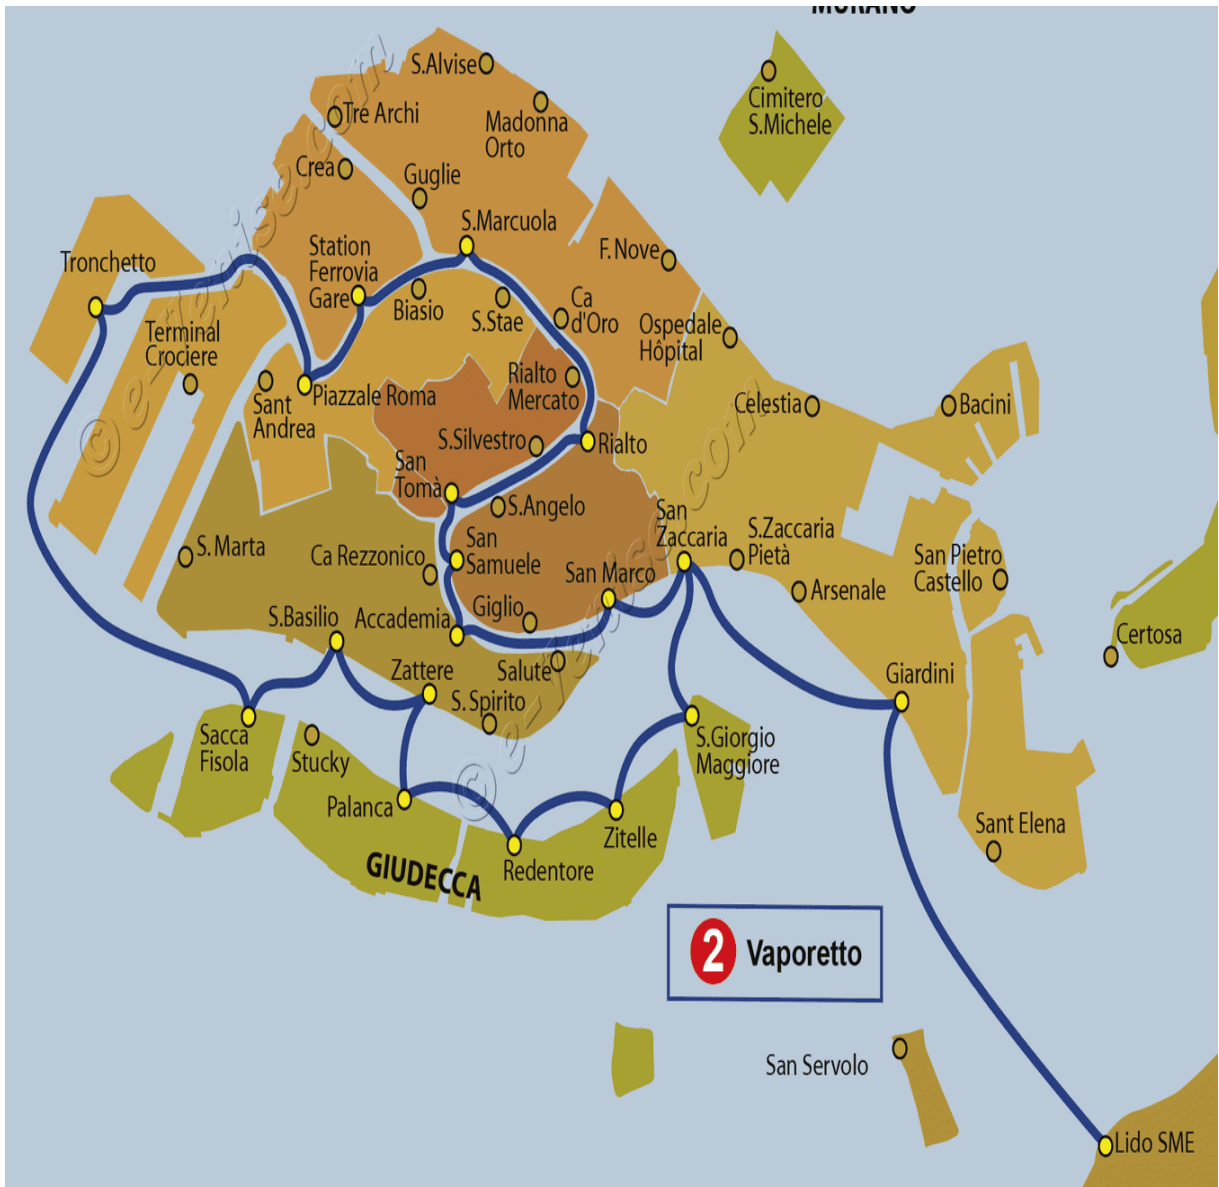 MURANO
S.Alvise
Cimitero
S.Michele
Tre Archi
Madonna
Orto
Crea
Guglie
S.Marcuola
Station
Ferrovia
Gare
F. Nove
Tronchetto
Biasio
S.Stae
Ca
d'Oro
Ospedale
Hôpital
Terminal
Crociere
Rialto
Mercato
Sant
Andrea
Piazzale Roma
Celestia
Bacini
S.Silvestro
Rialto
San
Tomà
S.Angelo
San
Zaccaria
S.Zaccaria
Pietà
S. Marta
Ca Rezzonico
San
Samuele
San Marco
San Pietro
Castello
Arsenale
S.Basilio
Accademia
Giglio
Certosa
Zattere
Salute
Giardini
S. Spirito
Sacca
Fisola
Stucky
S.Giorgio
Maggiore
Palanca
Zitelle
Sant Elena
Redentore
GIUDECCA
2 Vaporetto
San Servolo
Lido SME
© e-venise.com
© e-venise.com